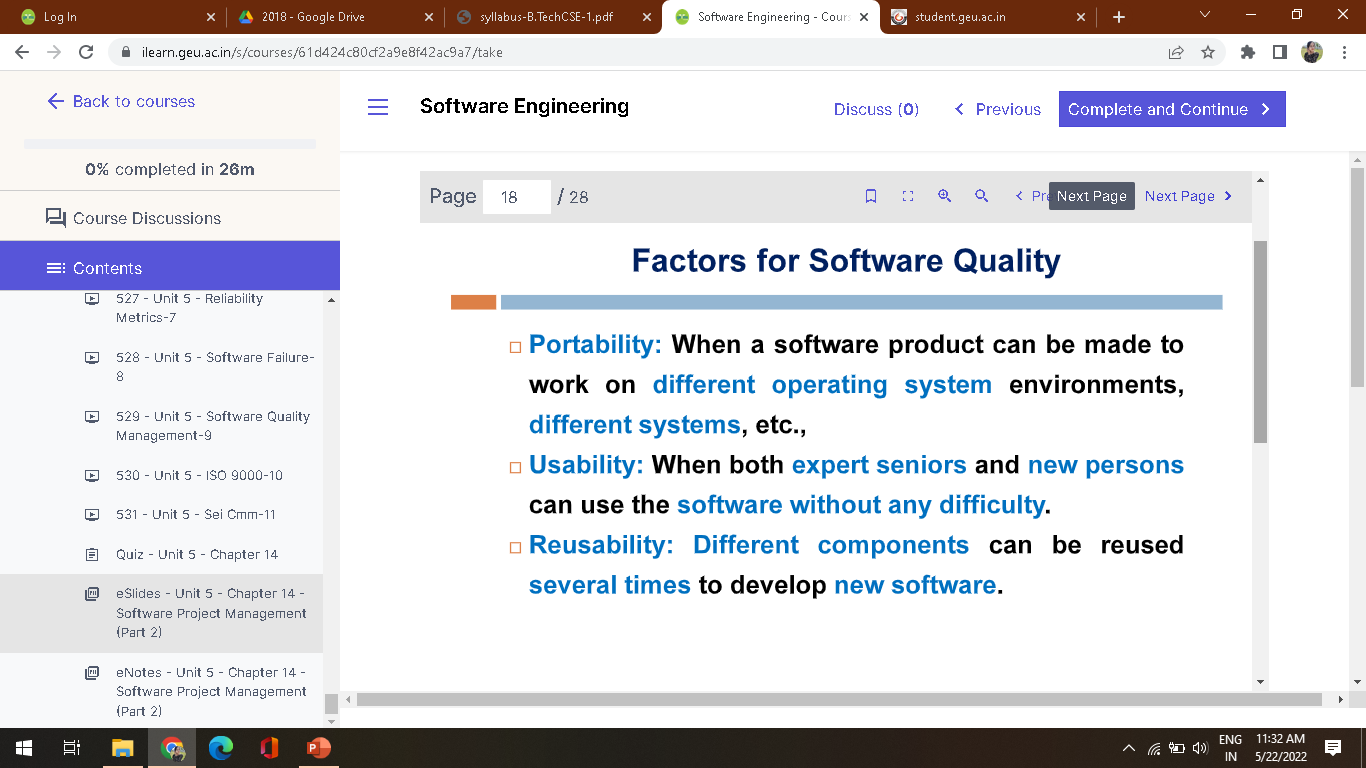 Log In
2018 - Google Drive
syllabus-B.TechCSE-1.pdf
Software Engineering - Cour
student.geu.ac.in
ilearn.geu.ac.in/s/courses/61d424c80cf2a9e8f42ac9a7/take
Back to courses
0% completed in 26m
Course Discussions
Contents
527 - Unit 5 - Reliability
Metrics-7
528 - Unit 5 - Software Failure-
8
529 - Unit 5 - Software Quality
Management-9
530 - Unit 5 - ISO 9000-10
531 - Unit 5 - Sei Cmm-11
Quiz - Unit 5 - Chapter 14
eSlides - Unit 5 - Chapter 14 -
Software Project Management
(Part 2)
eNotes - Unit 5 - Chapter 14 -
Software Project Management
(Part 2)
Software Engineering
Discuss (0)
Previous
Complete and Continue
Page 18 / 28
Pre
Next Page
Next Page
Factors for Software Quality
Portability: When a software product can be made to
work on different operating system environments,
different systems, etc.,
Usability: When both expert seniors and new persons
can use the software without any difficulty.
Reusability: Different components can be reused
several times to develop new software.
ENG
IN
11:32 AM
5/22/2022